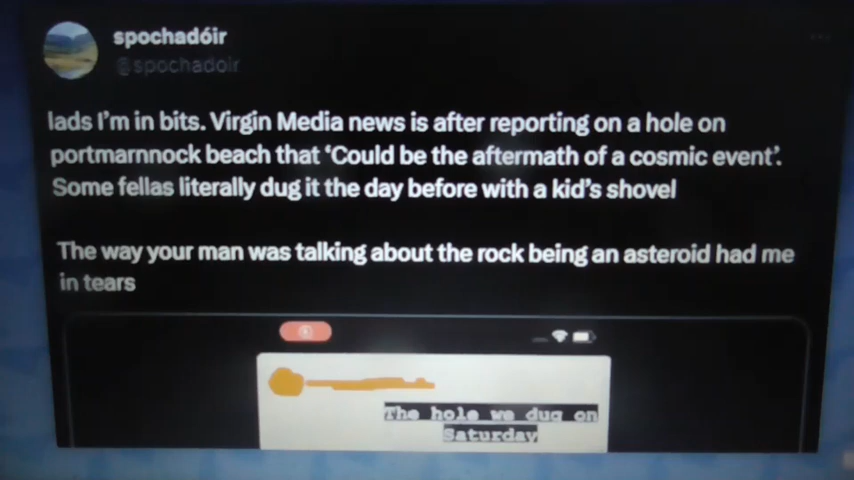 spochadóir
@spochadoir
lads I'm in bits. Virgin Media news is after reporting on a hole on
portmarnnock beach that ‘Could be the aftermath of a cosmic event’.
Some fellas literally dug it the day before with a kid's shovel
The way your man was talking about the rock being an asteroid had me
in tears
The hole we dug on
Saturday